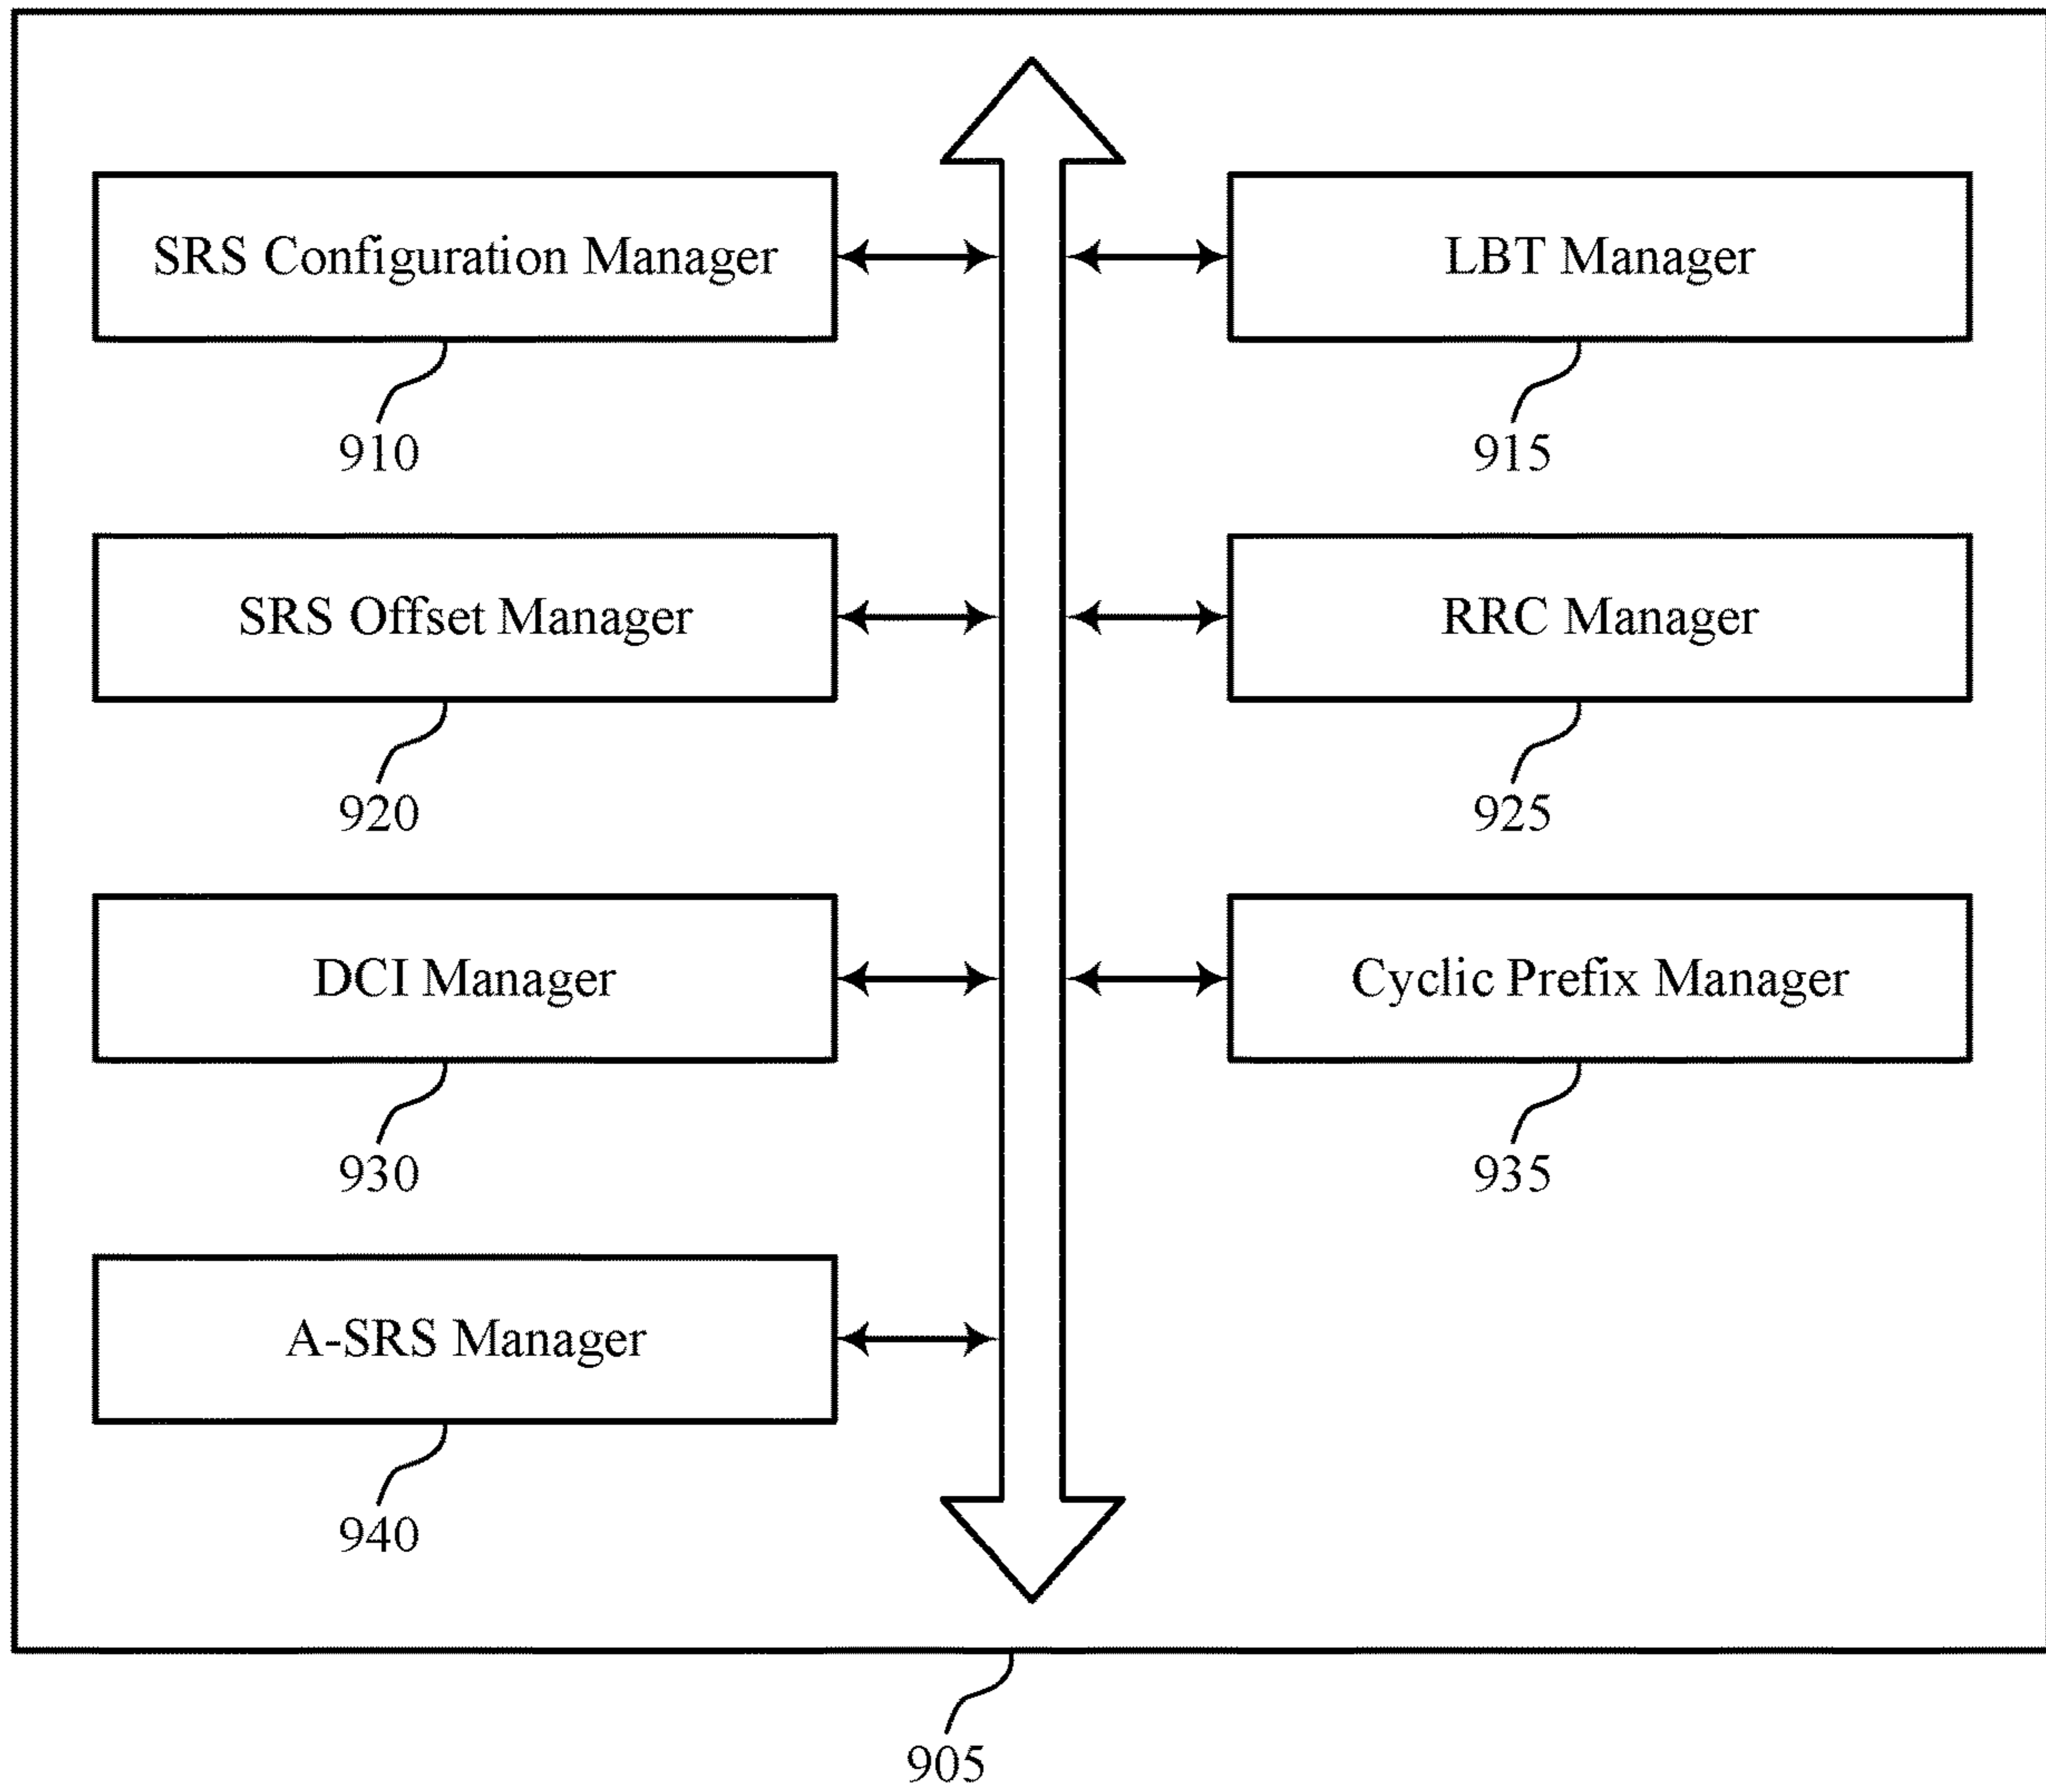 SRS Configuration Manager
LBT Manager
910
915
SRS Offset Manager
RRC Manager
920
925
DCI Manager
Cyclic Prefix Manager
930
935
A-SRS Manager
940
905